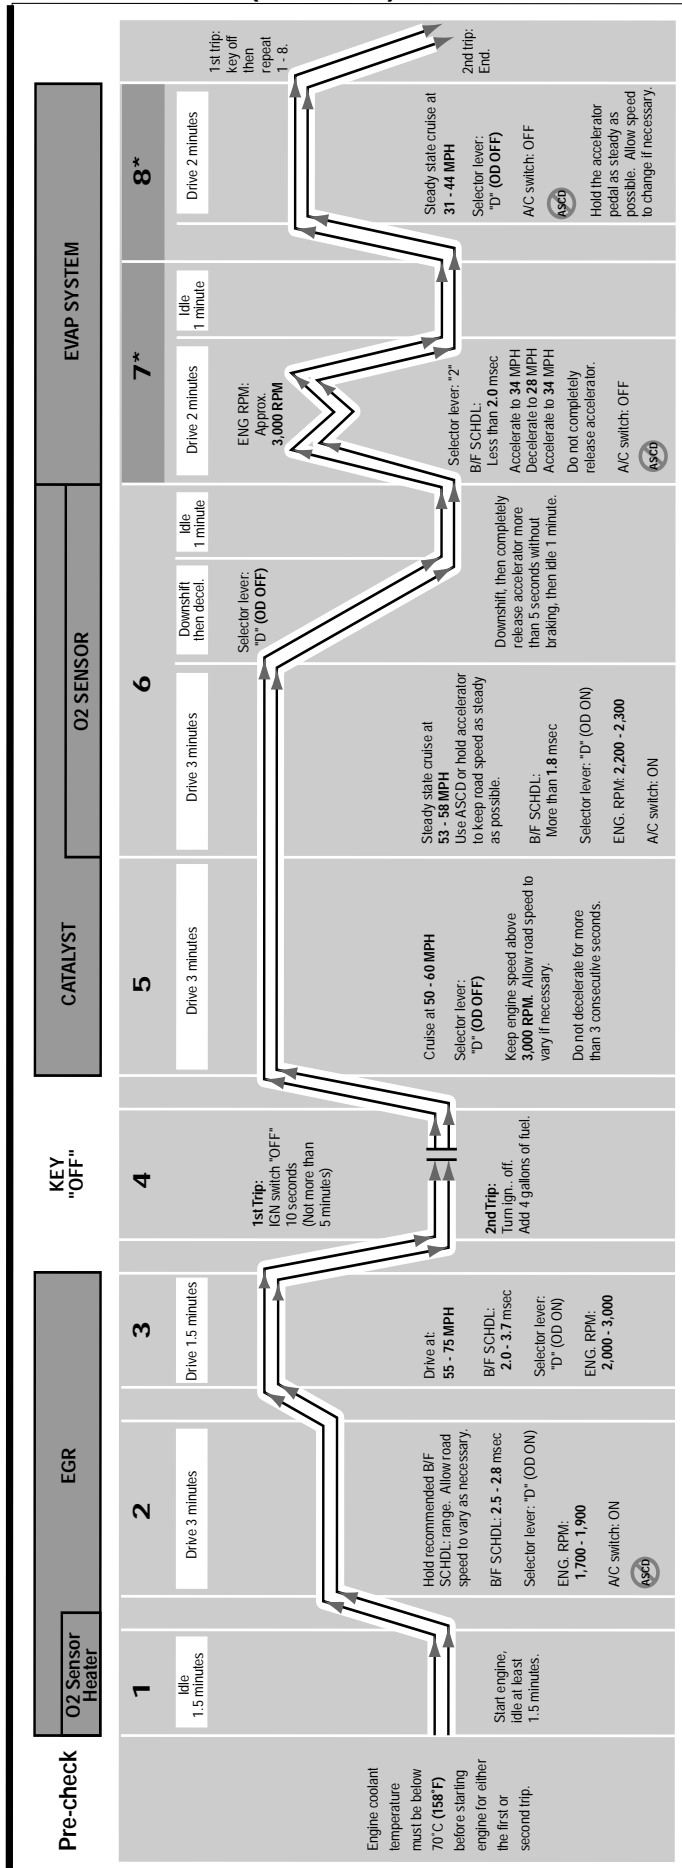 Pre-check
Engine coolant
temperature
must be below
70˚C (158˚F)
before starting
engine for either
the first or
second trip.
EGR
O2 Sensor
Heater
1
Idle
1.5 minutes
Start engine,
idle at least
1.5 minutes.
2
Drive 3 minutes
Hold recommended B/F
SCHDL: range. Allow road
speed to vary as necessary.
B/F SCHDL: 2.5 - 2.8 msec
Selector lever: "D" (OD ON)
ENG. RPM:
1,700 - 1,900
A/C switch: ON
ASCD
3
Drive 1.5 minutes
Drive at:
55 - 75 MPH
B/F SCHDL:
2.0 - 3.7 msec
Selector lever:
"D" (OD ON)
ENG. RPM:
2,000 - 3,000
KEY
"OFF"
4
1st Trip:
IGN switch "OFF"
10 seconds
(Not more than
5 minutes)
2nd Trip:
Turn ign.. off.
Add 4 gallons of fuel.
CATALYST
5
Drive 3 minutes
Cruise at 50 - 60 MPH
Selector lever:
"D" (OD OFF)
Keep engine speed above
3,000 RPM. Allow road speed to
vary if necessary.
Do not decelerate for more
than 3 consecutive seconds.
O2 SENSOR
6
Drive 3 minutes
Steady state cruise at
53 - 58 MPH
Use ASCD or hold accelerator
to keep road speed as steady
as possible.
B/F SCHDL:
More than 1.8 msec
Selector lever: "D" (OD ON)
ENG. RPM: 2,200 - 2,300
A/C switch: ON
Downshift
then decel.
Selector lever:
"D" (OD OFF)
Idle
1 minute
Downshift, then completely
release accelerator more
than 5 seconds without
braking, then idle 1 minute.
EVAP SYSTEM
7*
Drive 2 minutes
Idle
1 minute
ENG RPM:
Approx.
3,000 RPM
Selector lever: "2"
B/F SCHDL:
Less than 2.0 msec
Accelerate to 34 MPH
Decelerate to 28 MPH
Accelerate to 34 MPH
Do not completely
release accelerator.
A/C switch: OFF
ASCD
8*
Drive 2 minutes
Steady state cruise at
31 - 44 MPH
Selector lever:
"D" (OD OFF)
A/C switch: OFF
ASCD
Hold the accelerator
pedal as steady as
possible. Allow speed
to change if necessary.
1st trip:
key off
then
repeat
1 - 8.
2nd trip:
End.